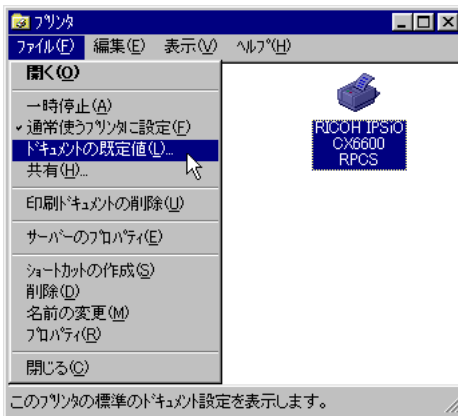 プリンタ
ファイル(F) 編集(E) 表示(V) ヘルプ(H)
開く(O)
一時停止(A)
通常使うプリンタに設定(F)
ドキュメントの既定値(L)...
共有(H)...
印刷ドキュメントの削除(U)
サーバーのプロパティ(E)
ショートカットの作成(S)
削除(D)
名前の変更(M)
プロパティ(R)
閉じる(C)
RICOH IPSiO
CX6600
RPCS
このプリンタの標準のドキュメント設定を表示します。